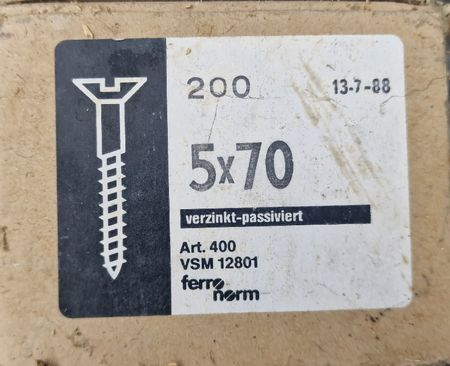 200 13-7-88
5x70
verzinkt-passiviert
Art. 400
VSM 12801
ferro
norm